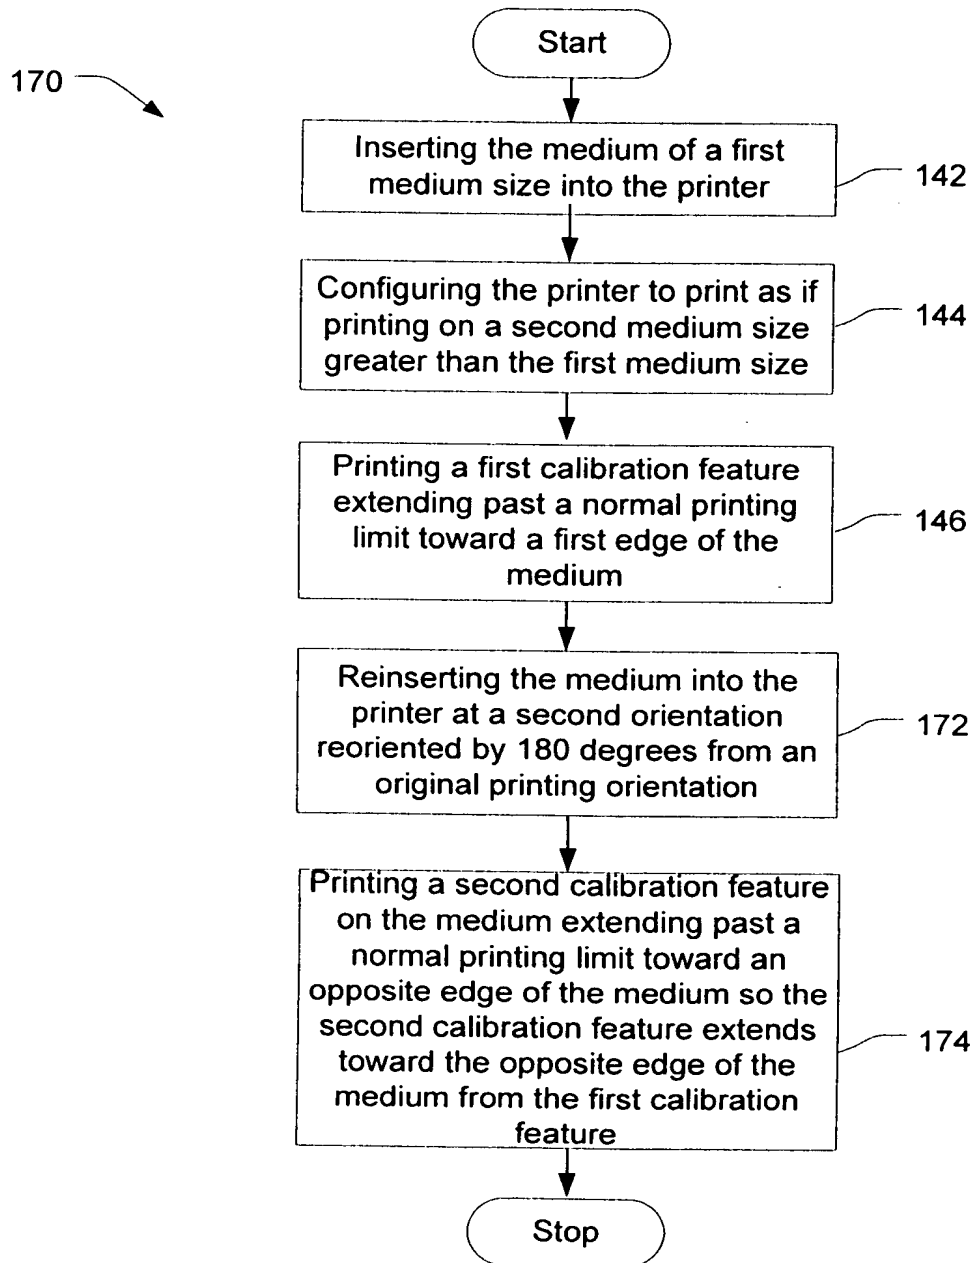 Start
170
Inserting the medium of a first
medium size into the printer
142
Configuring the printer to print as if
printing on a second medium size
greater than the first medium size
144
Printing a first calibration feature
extending past a normal printing
limit toward a first edge of the
medium
146
Reinserting the medium into the
printer at a second orientation
reoriented by 180 degrees from an
original printing orientation
172
Printing a second calibration feature
on the medium extending past a
normal printing limit toward an
opposite edge of the medium so the
second calibration feature extends
toward the opposite edge of the
medium from the first calibration
feature
174
Stop